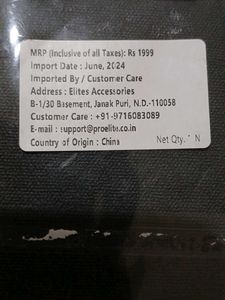 MRP (Inclusive of all Taxes): Rs 1999
Import Date : June, 2024
Imported By / Customer Care
Address : Elites Accessories
B-1/30 Basement, Janak Puri, N.D.-110058
Customer Care : +91-9716083089
E-mail : support@proelite.co.in
Country of Origin : China
Net Qty. 1 N